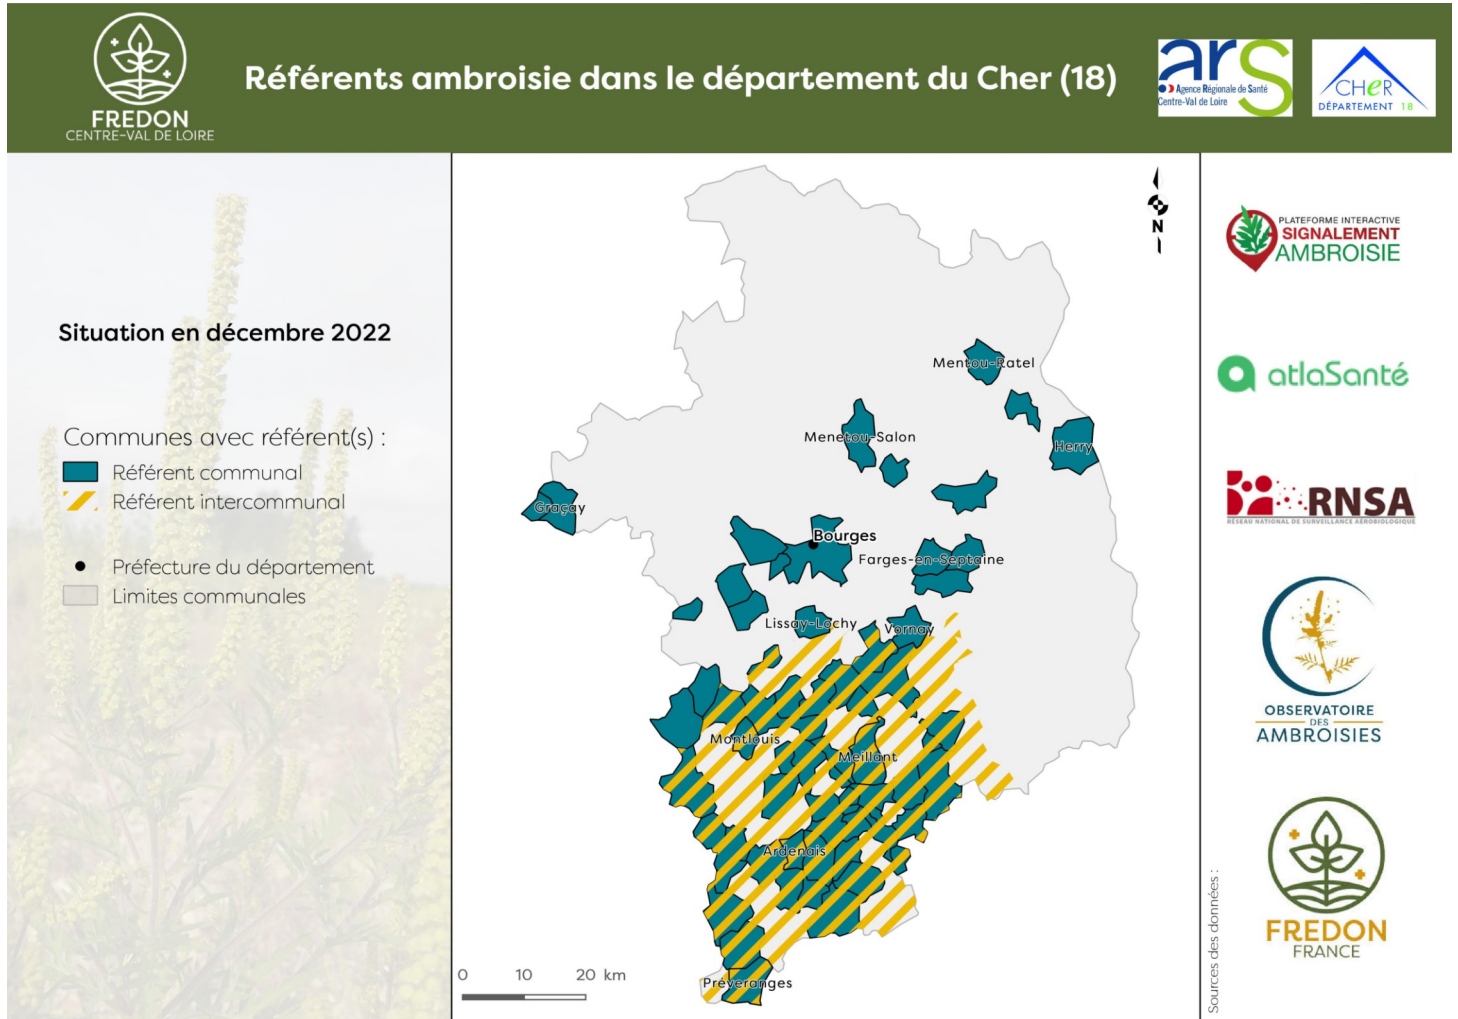 FREDON
CENTRE-VAL DE LOIRE
Référents ambroisie dans le département du Cher (18)
ars
Agence Régionale de Santé
Centre-Val de Loire
CHeR
DÉPARTEMENT 18
Situation en décembre 2022
Communes avec référent(s) :
Référent communal
Référent intercommunal
Préfecture du département
Limites communales
N
Mentou-Ratel
Menetou-Salon
Herry
Graçay
Bourges
Farges-en-Septaine
Lissay-Lochy
Vornay
Montlouis
Meillant
Ardenais
Préveranges
0 10 20 km
PLATEFORME INTERACTIVE
SIGNALEMENT
AMBROISIE
atlaSanté
RNSA
RESEAU NATIONAL DE SURVEILLANCE AEROBIOLOGIQUE
OBSERVATOIRE
DES
AMBROISIES
FREDON
FRANCE
Sources des données :